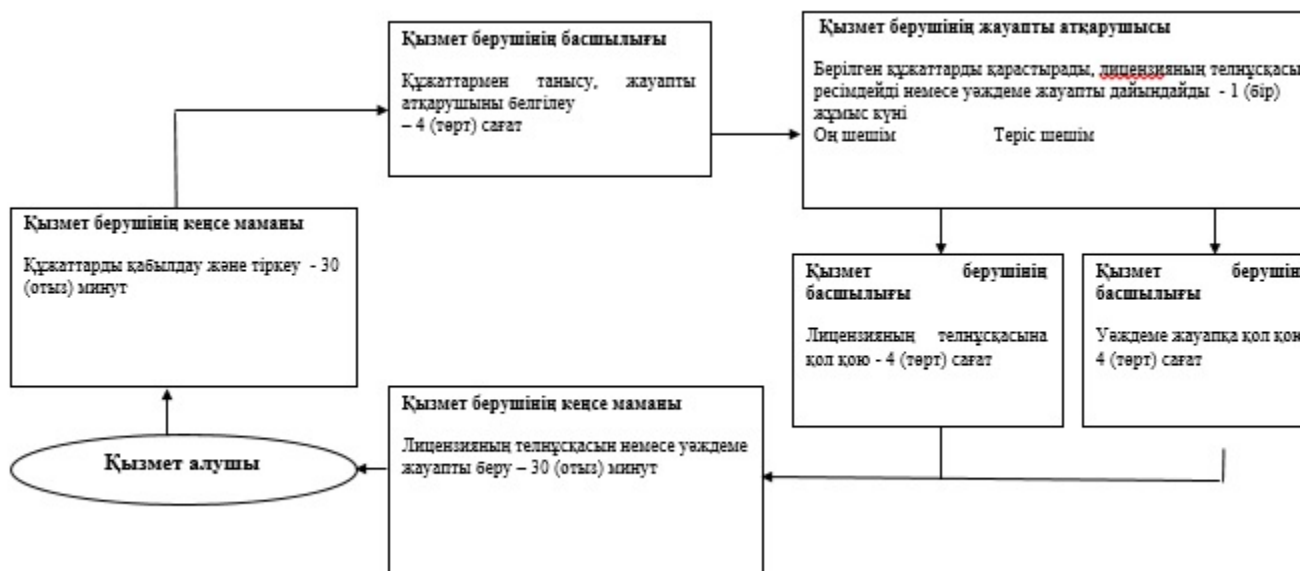 Қызмет берушінің басшылығы
Құжаттармен танысу, жауапты
атқарушыны белгілеу
– 4 (төрт) сағат
Қызмет берушінің жауапты атқарушысы
Берілген құжаттарды қарастырады, лицензияның телнұсқасы
ресімдейді немесе уәждеме жауапты дайындайды - 1 (бір)
жұмыс күні
Оң шешім Теріс шешім
Қызмет берушінің кеңсе маманы
Құжаттарды қабылдау және тіркеу - 30
(отыз) минут
Қызмет берушінің
басшылығы
Лицензияның телнұсқасына
қол қою - 4 (төрт) сағат
Қызмет
басшылығы
Уәждеме жауапқа қол
4 (төрт) сағат
Қызмет берушінің кеңсе маманы
Лицензияның телнұсқасын немесе уәждеме
жауапты беру – 30 (отыз) минут
Қызмет алушы